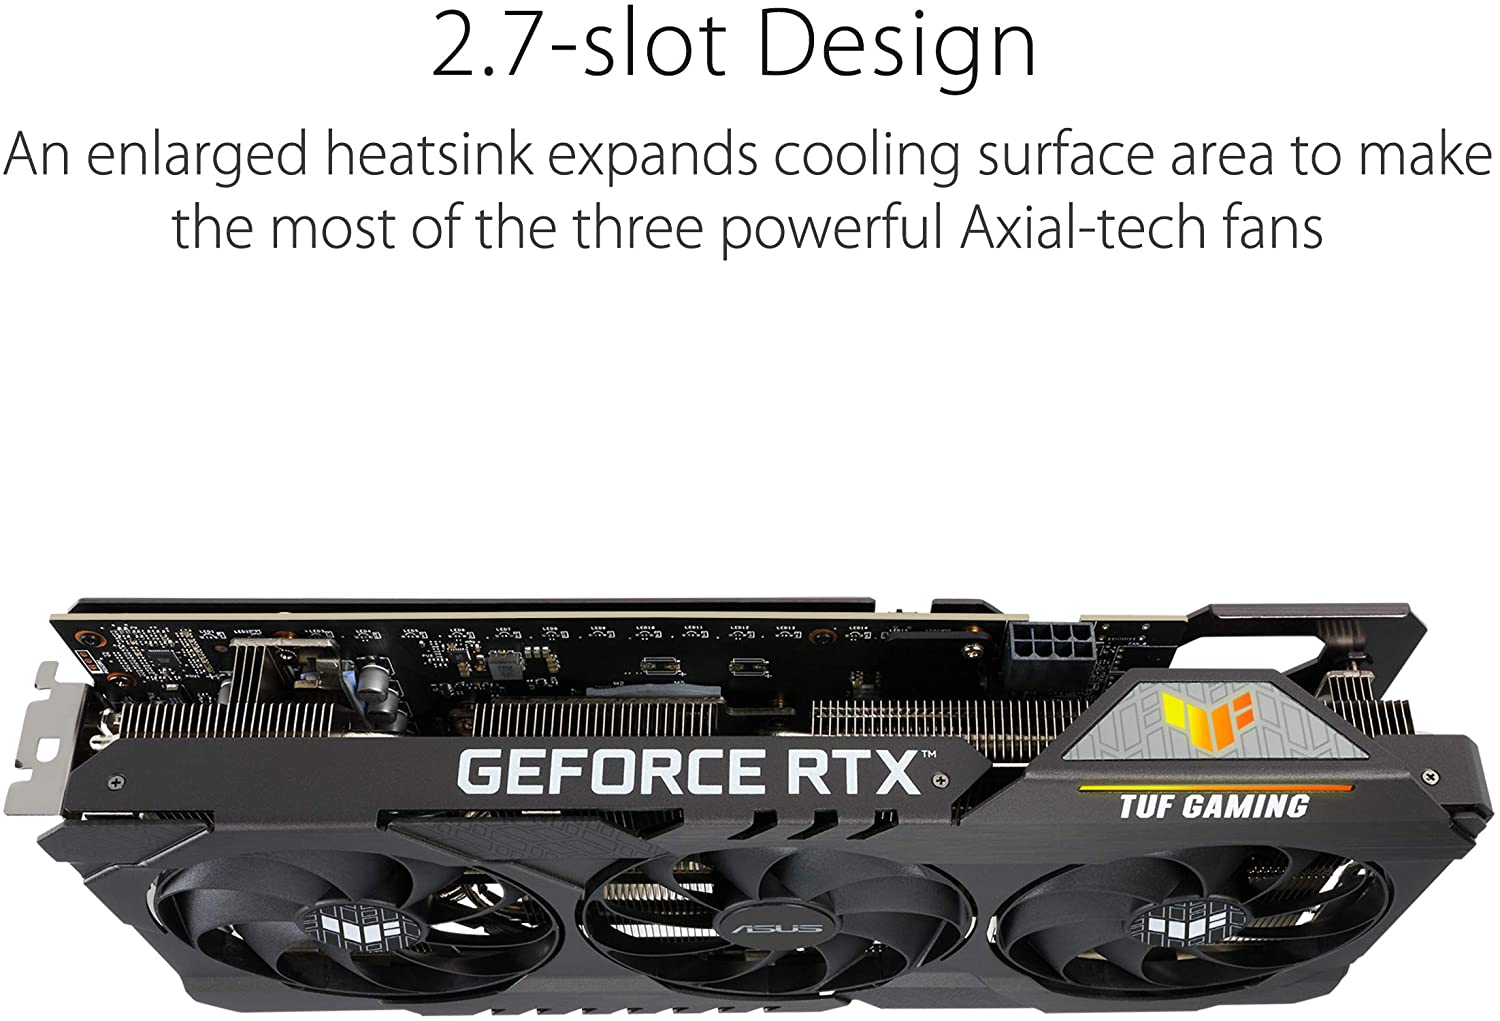 2.7-slot Design
An enlarged heatsink expands cooling surface area to make
the most of the three powerful Axial-tech fans
GEFORCE RTX™
TUF GAMING
ASUS